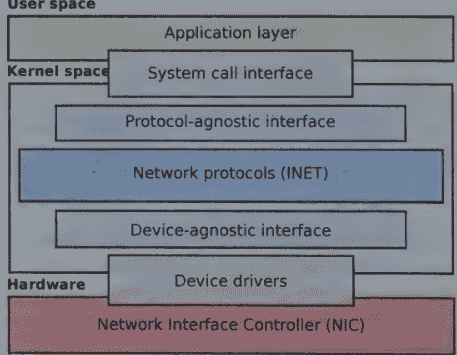 User space
Application layer
System call interface
Kernel space
Protocol-agnostic interface
Network protocols (INET)
Device-agnostic interface
Device drivers
Hardware
Network Interface Controller (NIC)